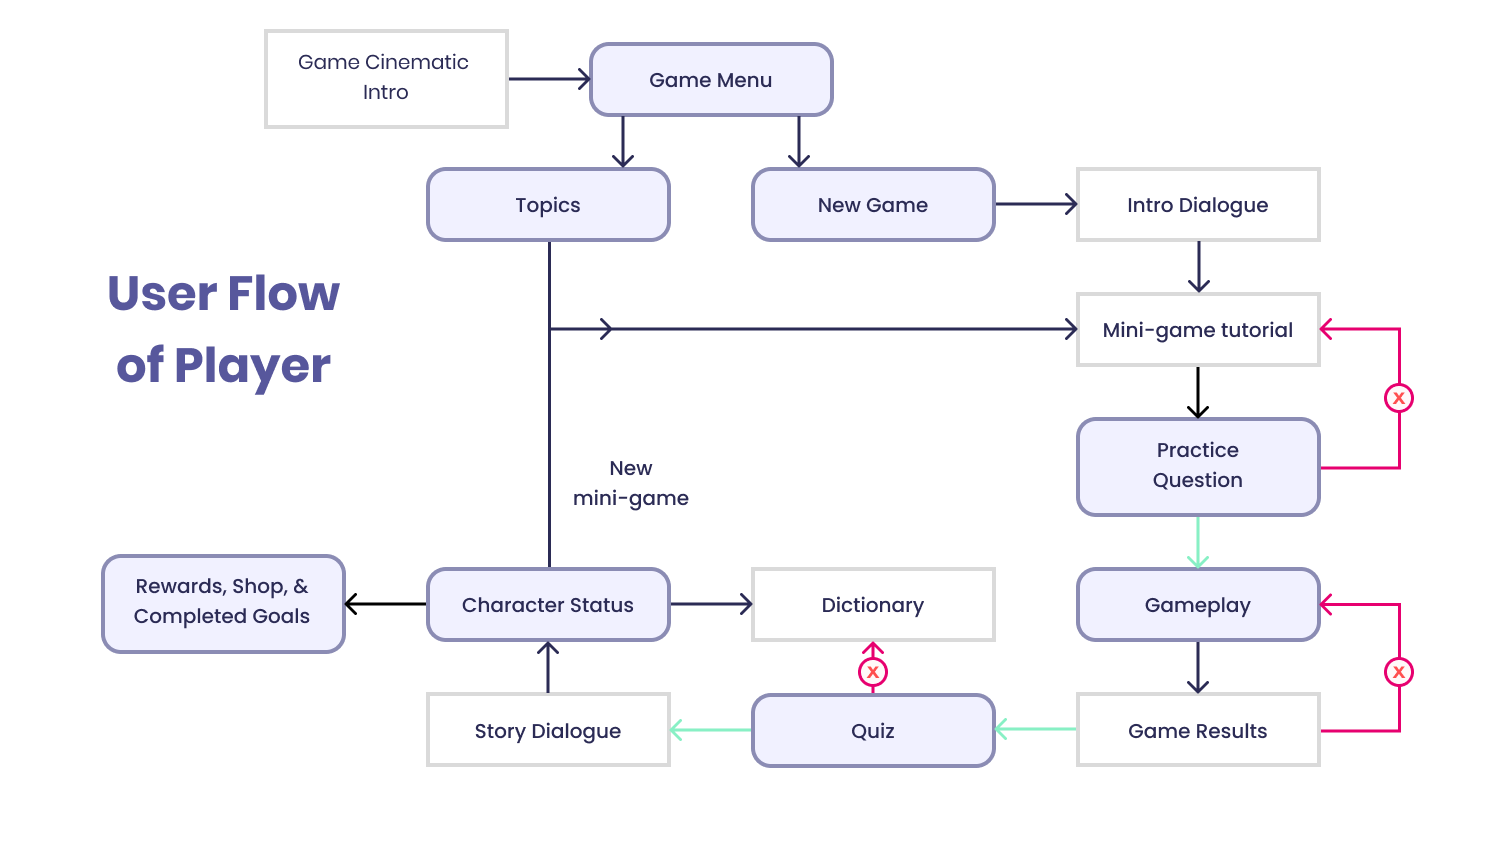 Game Cinematic
Intro
Game Menu
Topics
New Game
Intro Dialogue
User Flow
of Player
Mini-game tutorial
X
Practice
Question
New
mini-game
Rewards, Shop, &
Completed Goals
Character Status
Dictionary
Gameplay
X
X
Story Dialogue
Quiz
Game Results